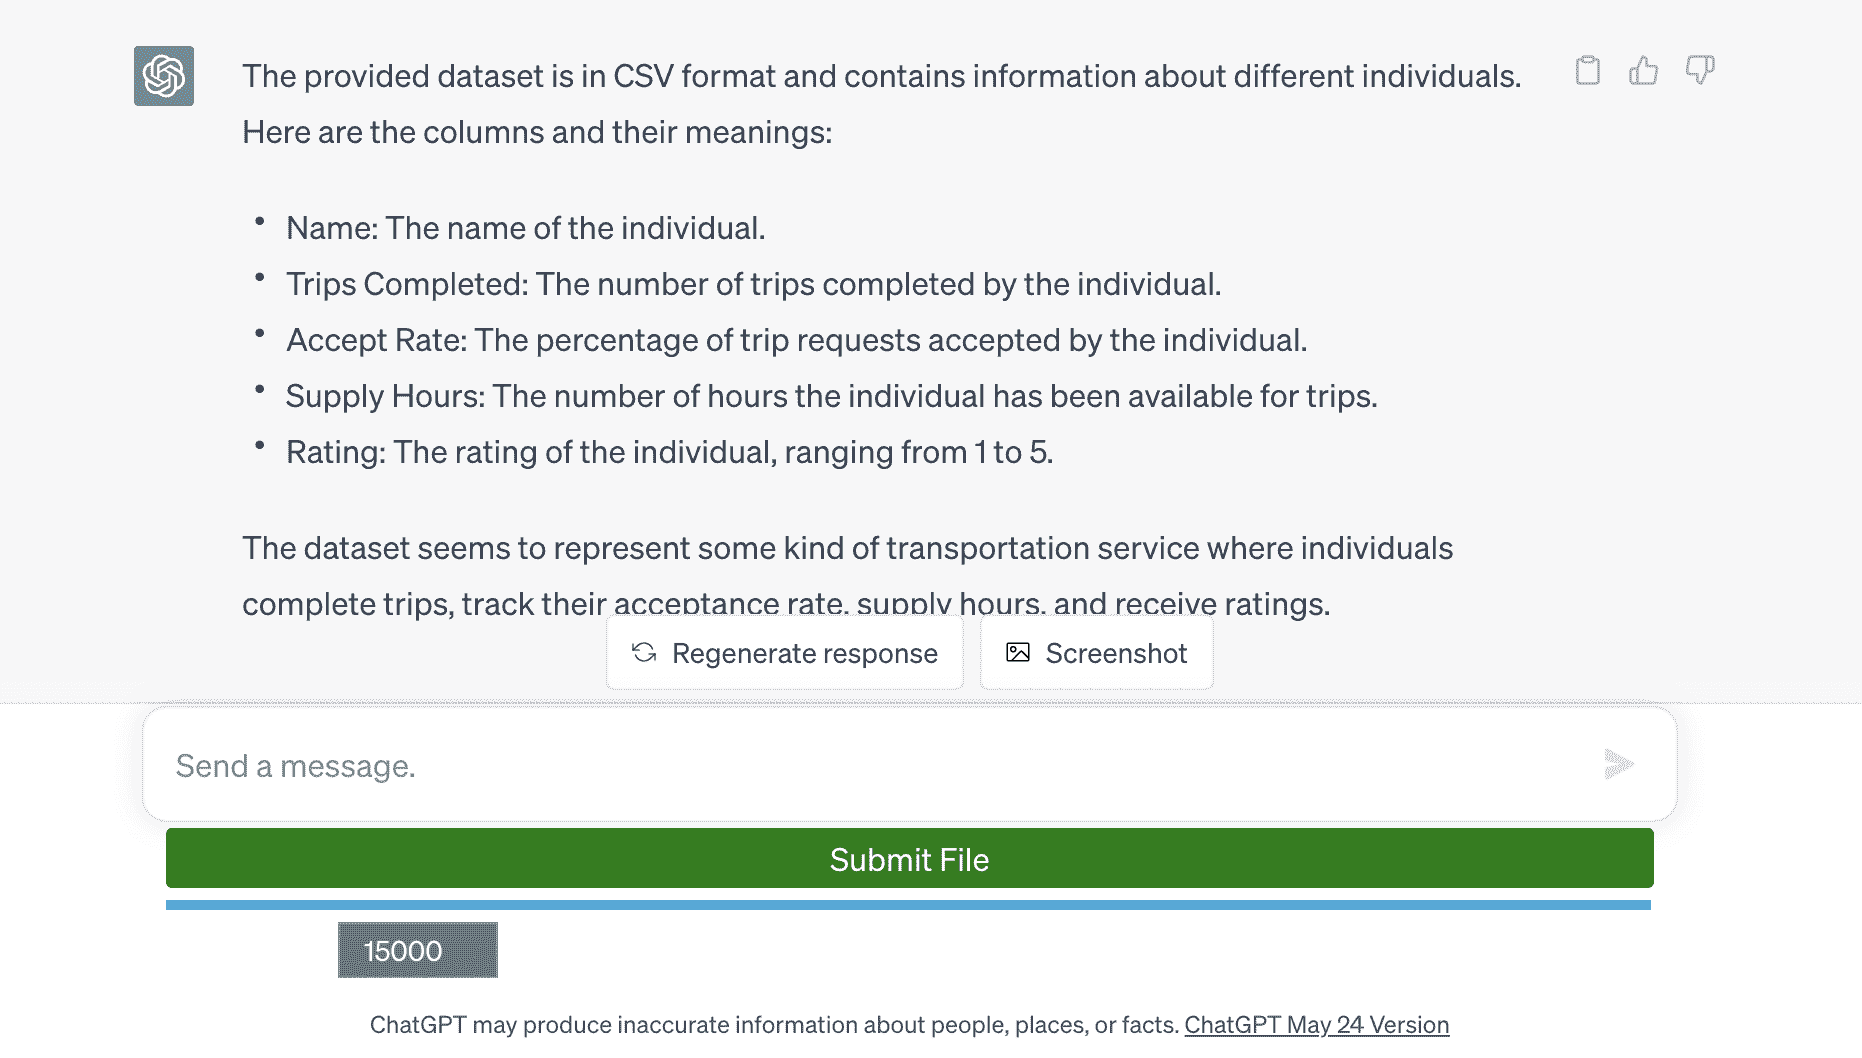 The provided dataset is in CSV format and contains information about different individuals.
Here are the columns and their meanings:
• Name: The name of the individual.
• Trips Completed: The number of trips completed by the individual.
• Accept Rate: The percentage of trip requests accepted by the individual.
• Supply Hours: The number of hours the individual has been available for trips.
• Rating: The rating of the individual, ranging from 1 to 5.
The dataset seems to represent some kind of transportation service where individuals
complete trips, track their acceptance rate, supply hours, and receive ratings.
Regenerate response
Screenshot
Send a message.
Submit File
15000
ChatGPT may produce inaccurate information about people, places, or facts. ChatGPT May 24 Version